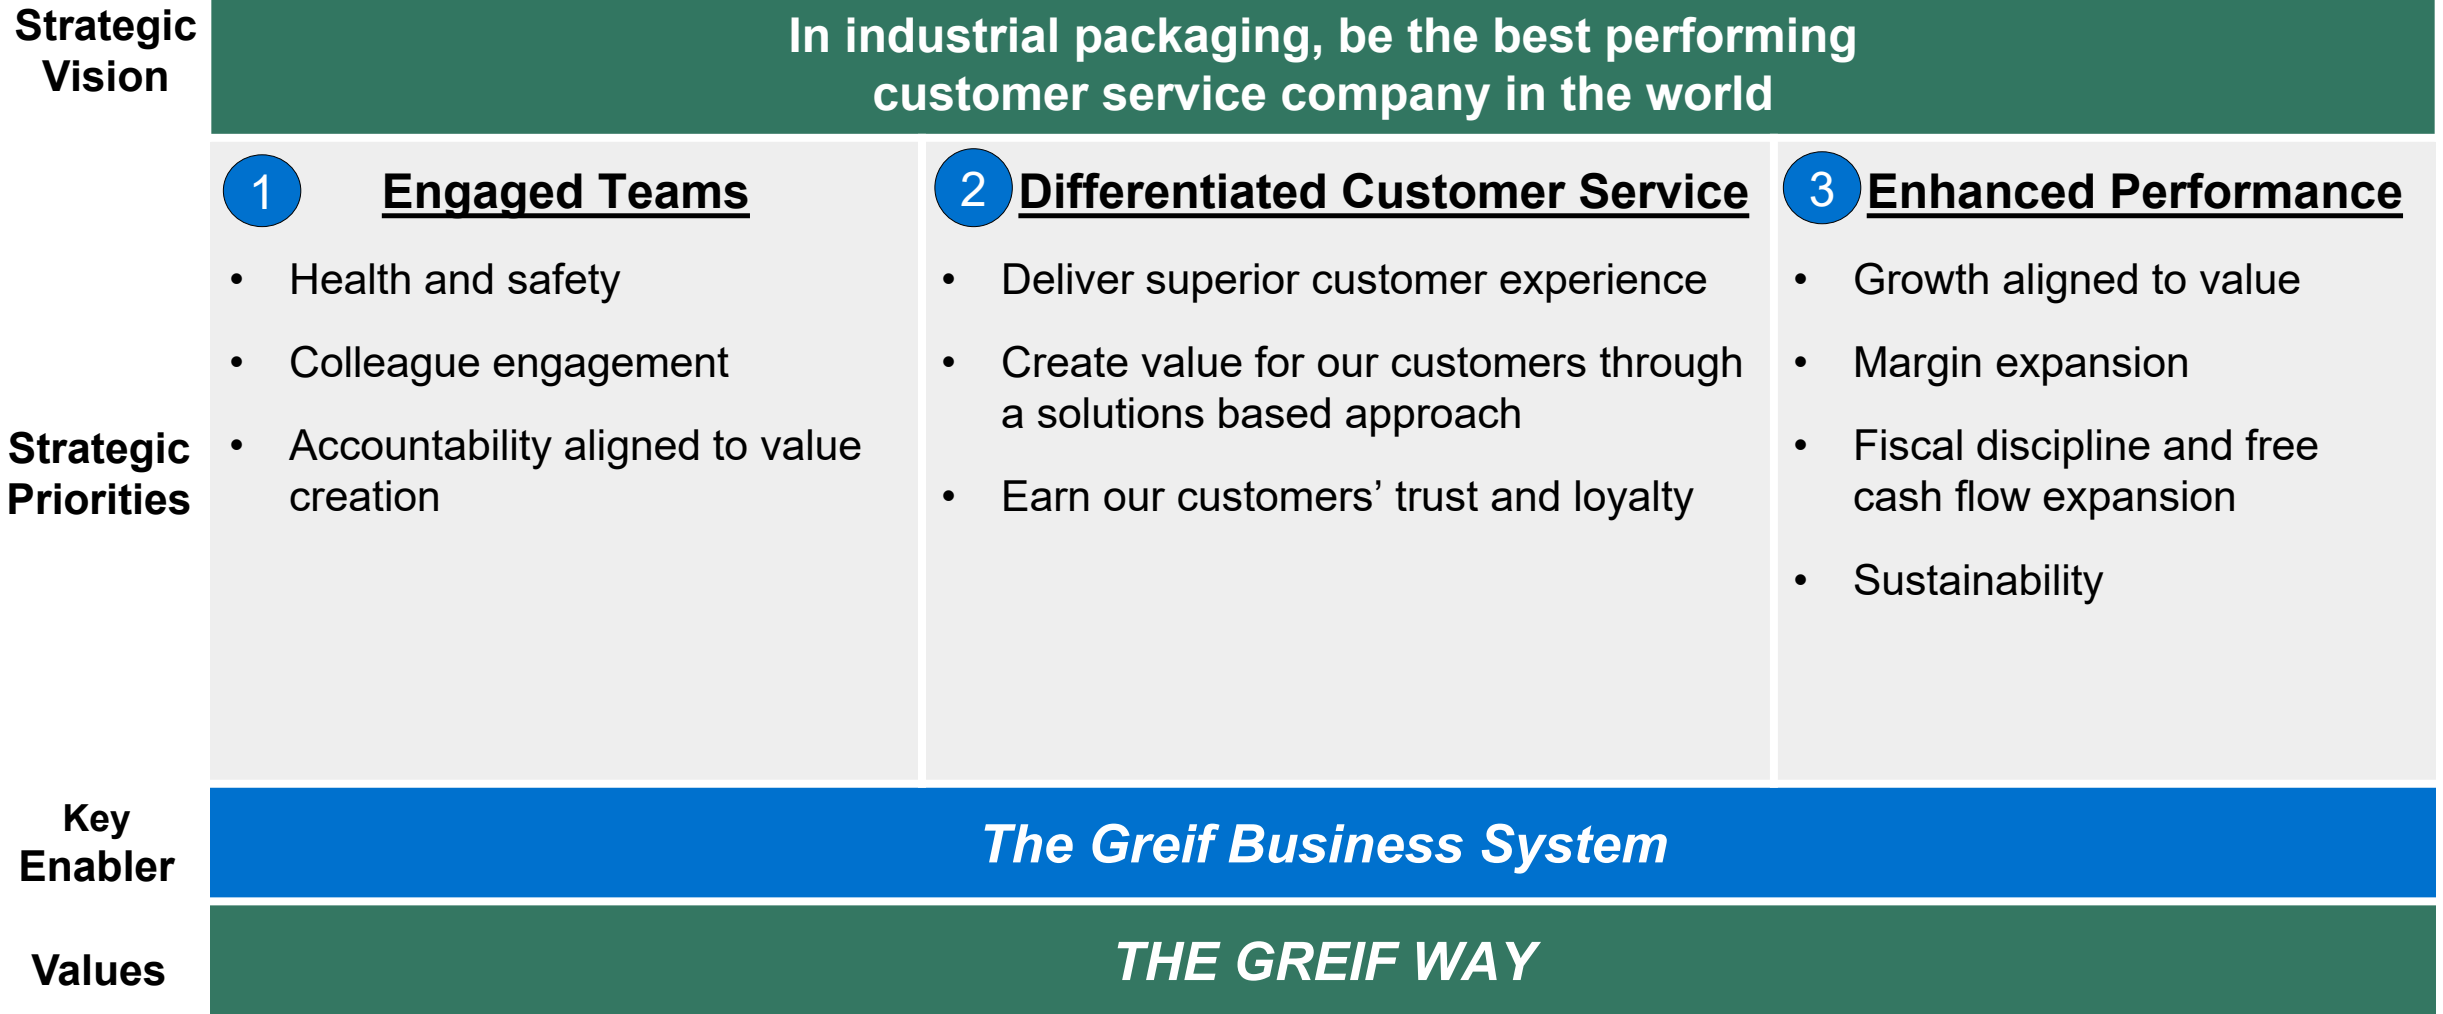 Strategic
Vision
In industrial packaging, be the best performing
customer service company in the world
Strategic
Priorities
1 Engaged Teams
• Health and safety
• Colleague engagement
• Accountability aligned to value
creation
2 Differentiated Customer Service
• Deliver superior customer experience
• Create value for our customers through
a solutions based approach
• Earn our customers’ trust and loyalty
3 Enhanced Performance
• Growth aligned to value
• Margin expansion
• Fiscal discipline and free
cash flow expansion
• Sustainability
Key
Enabler
The Greif Business System
Values
THE GREIF WAY